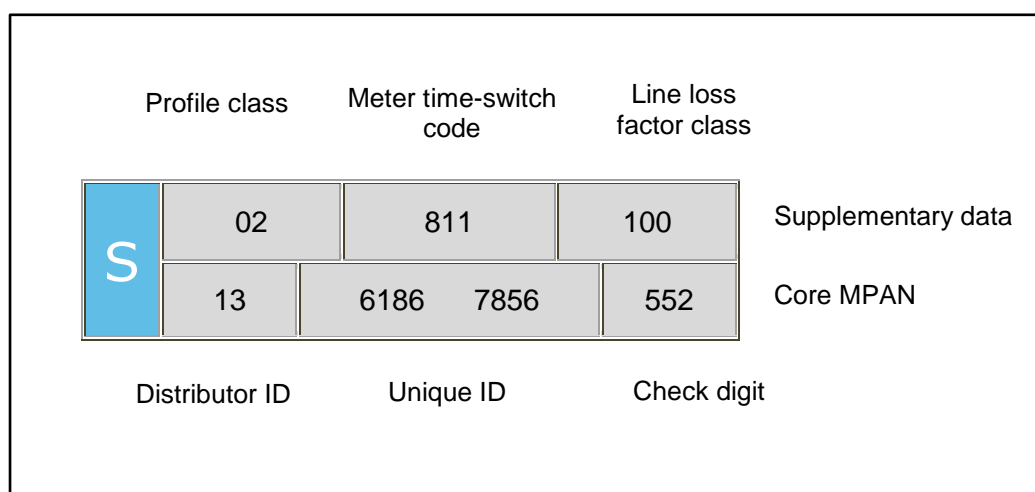 Profile class
Meter time-switch
code
Line loss
factor class
S
02
811
100
Supplementary data
13
6186 7856
552
Core MPAN
Distributor ID
Unique ID
Check digit